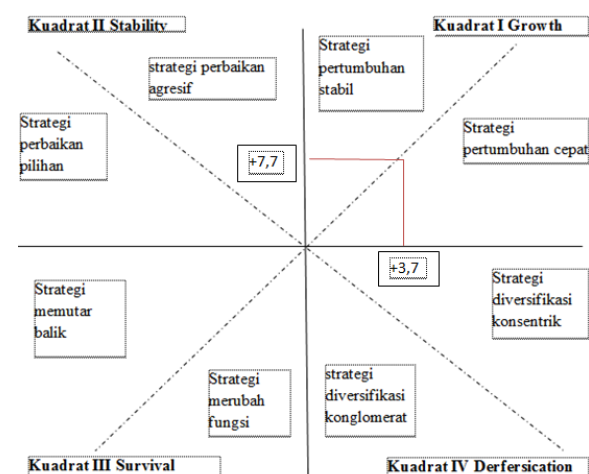 Kuadrat II Stability
Kuadrat I Growth
strategi perbaikan
agresif
Strategi
pertumbuhan
stabil
Strategi
perbaikan
pilihan
Strategi
pertumbuhan cepat
+7,7
+3,7
Strategi
memutar
balik
Strategi
diversifikasi
konsentrik
Strategi
merubah
fungsi
strategi
diversifikasi
konglomerat
Kuadrat III Survival
Kuadrat IV Derfersication